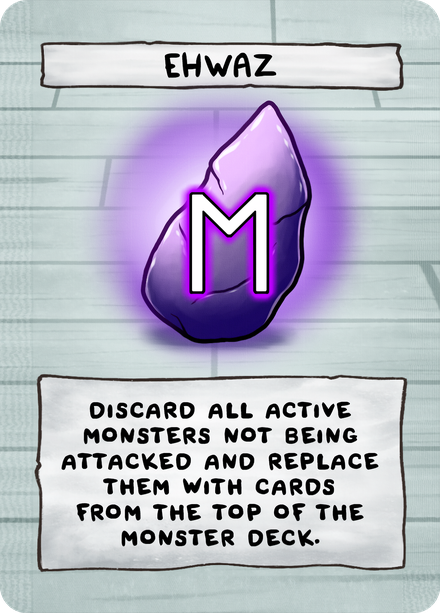 EHWAZ
ᛖ
DISCARD ALL ACTIVE
MONSTERS NOT BEING
ATTACKED AND REPLACE
THEM WITH CARDS
FROM THE TOP OF THE
MONSTER DECK.